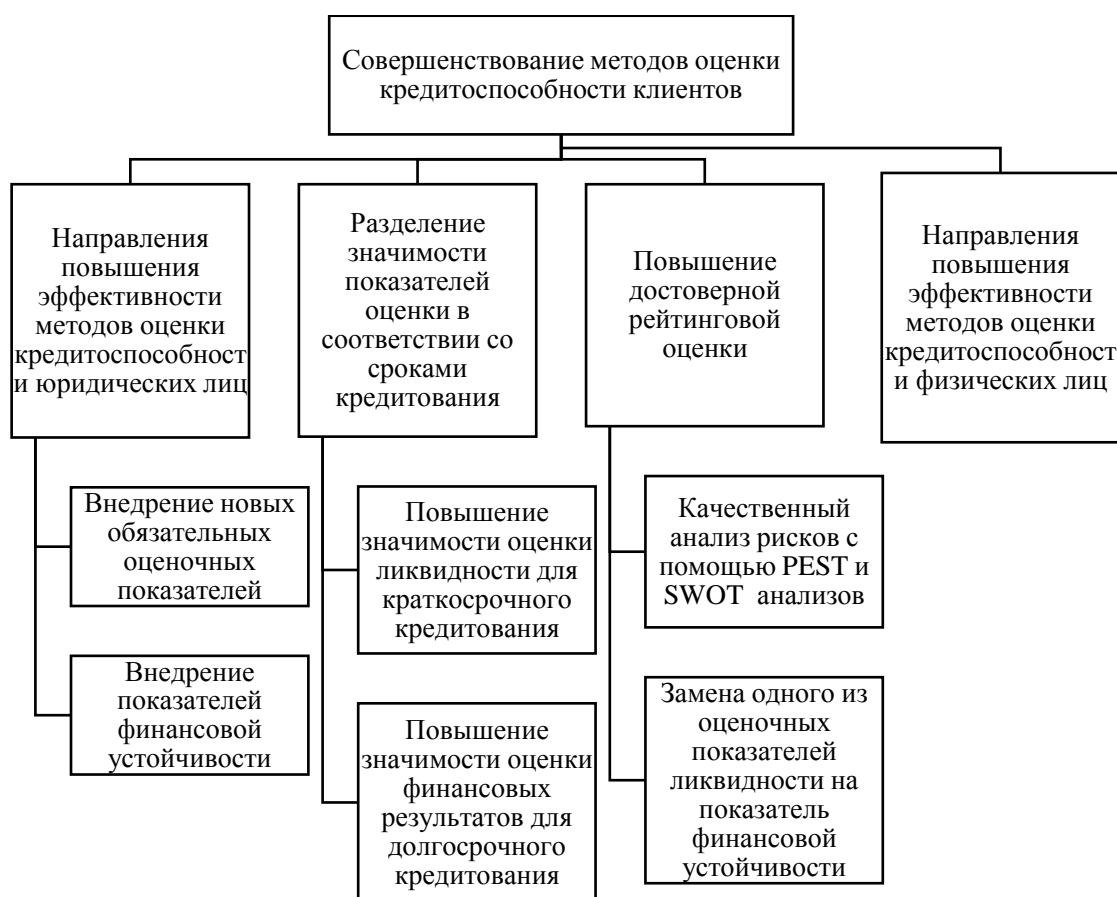 Совершенствование методов оценки
кредитоспособности клиентов
Направления
повышения
эффективности
методов оценки
кредитоспособност
и юридических лиц
Разделение
значимости
показателей
оценки в
соответствии со
сроками
кредитования
Повышение
достоверной
рейтинговой
оценки
Направления
повышения
эффективности
методов оценки
кредитоспособност
и физических лиц
Внедрение новых
обязательных
оценочных
показателей
Внедрение
показателей
финансовой
устойчивости
Повышение
значимости оценки
ликвидности для
краткосрочного
кредитования
Повышение
значимости оценки
финансовых
результатов для
долгосрочного
кредитования
Качественный
анализ рисков с
помощью PEST и
SWOT анализов
Замена одного из
оценочных
показателей
ликвидности на
показатель
финансовой
устойчивости